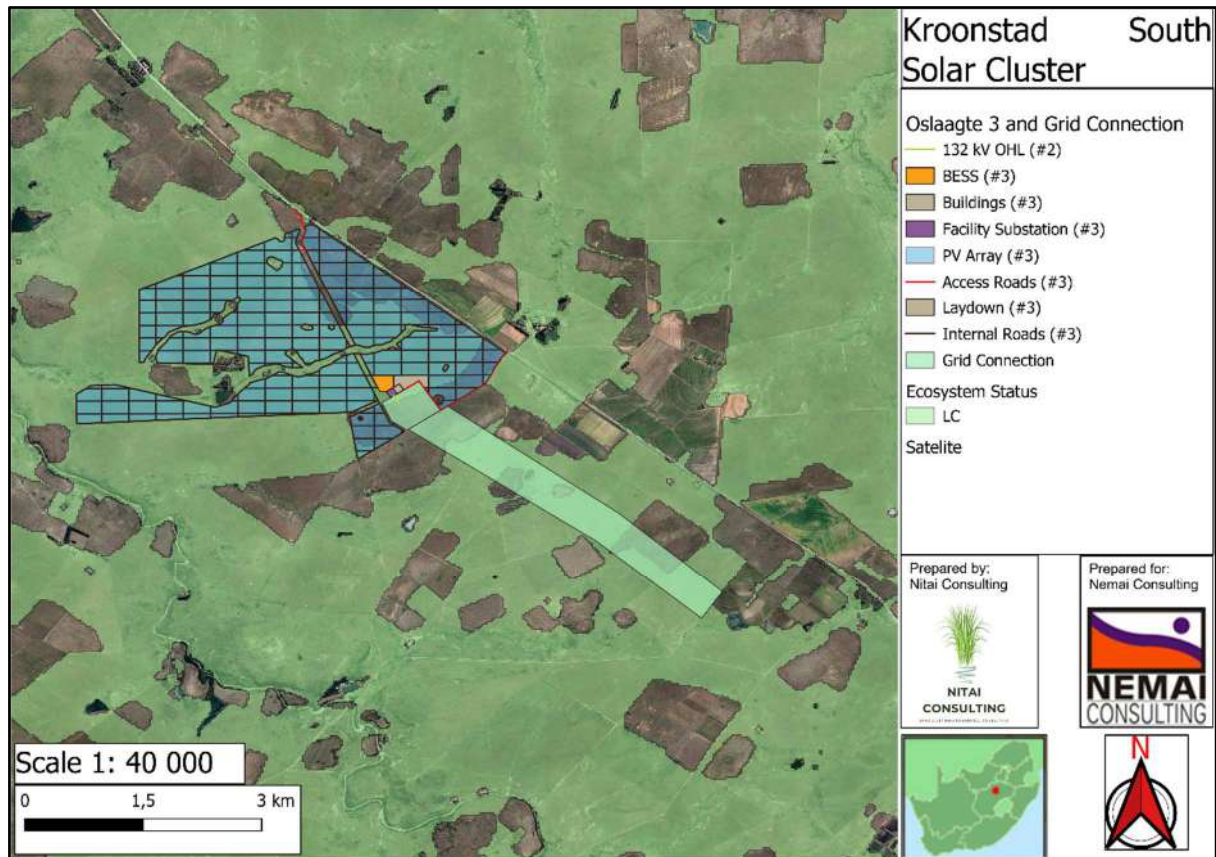 Kroonstad South
Solar Cluster
Oslaagte 3 and Grid Connection
132 kV OHL (#2)
BESS (#3)
Buildings (#3)
Facility Substation (#3)
PV Array (#3)
Access Roads (#3)
Laydown (#3)
Internal Roads (#3)
Grid Connection
Ecosystem Status
LC
Satelite
Prepared by:
Nitai Consulting
NITAI
CONSULTING
Prepared for:
Nemai Consulting
NEMAI
CONSULTING
N
Scale 1: 40 000
0 1,5 3 km